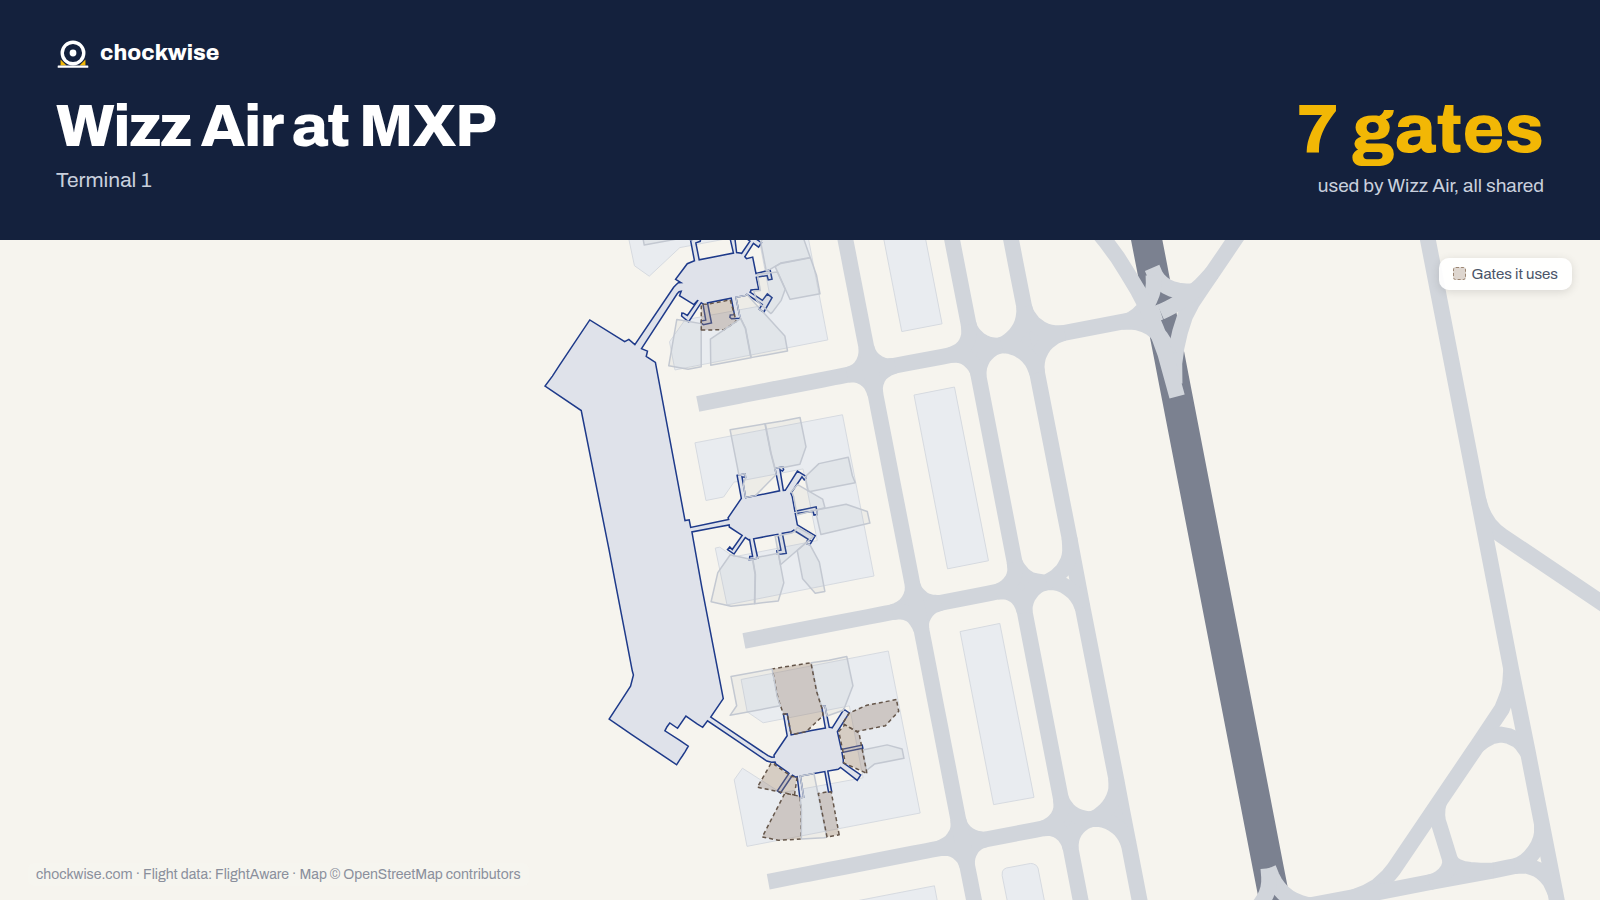 chockwise
Wizz Air at MXP
Terminal 1
7 gates
used by Wizz Air, all shared
Gates it uses
chockwise.com · Flight data: FlightAware · Map © OpenStreetMap contributors